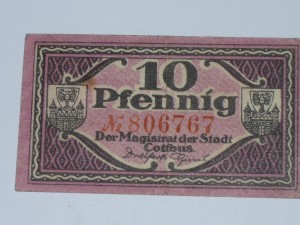 10
Pfennig
№ 806767
Der Magistrat der Stadt
Cottbus.